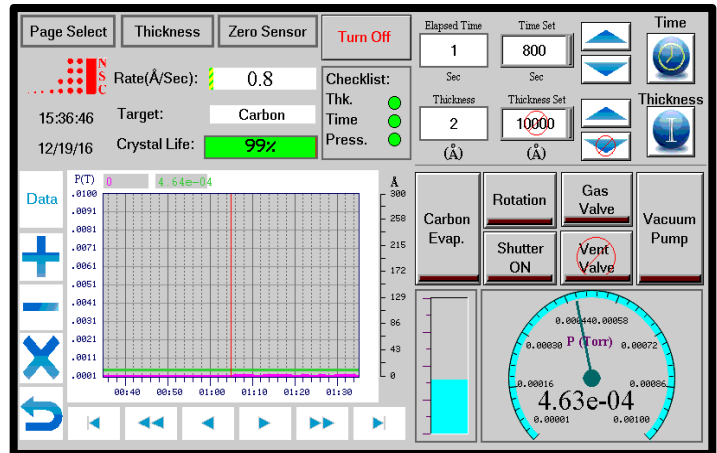 Page Select
Thickness
Zero Sensor
Turn Off
N
S
C
Rate(Å/Sec):
0.8
15:36:46
Target:
Carbon
12/19/16
Crystal Life:
99%
Checklist:
Thk.
Time
Press.
Elapsed Time
1
Sec
Time Set
800
Sec
Time
Thickness
2
(Å)
Thickness Set
10000
(Å)
Thickness
I
Data
P(T)
0
4.64e-04
Å
.0100
.0091
.0081
.0071
.0061
.0051
.0041
.0031
.0021
.0011
.0001
300
258
215
172
129
86
43
0
00:40 00:50 01:00 01:10 01:20 01:30
Carbon
Evap.
Rotation
Gas
Valve
Vacuum
Pump
Shutter
ON
Vent
Valve
0.00058
0.00030
P (Torr)
0.00072
0.00016
0.00086
4.63e-04
0.00001
0.00100